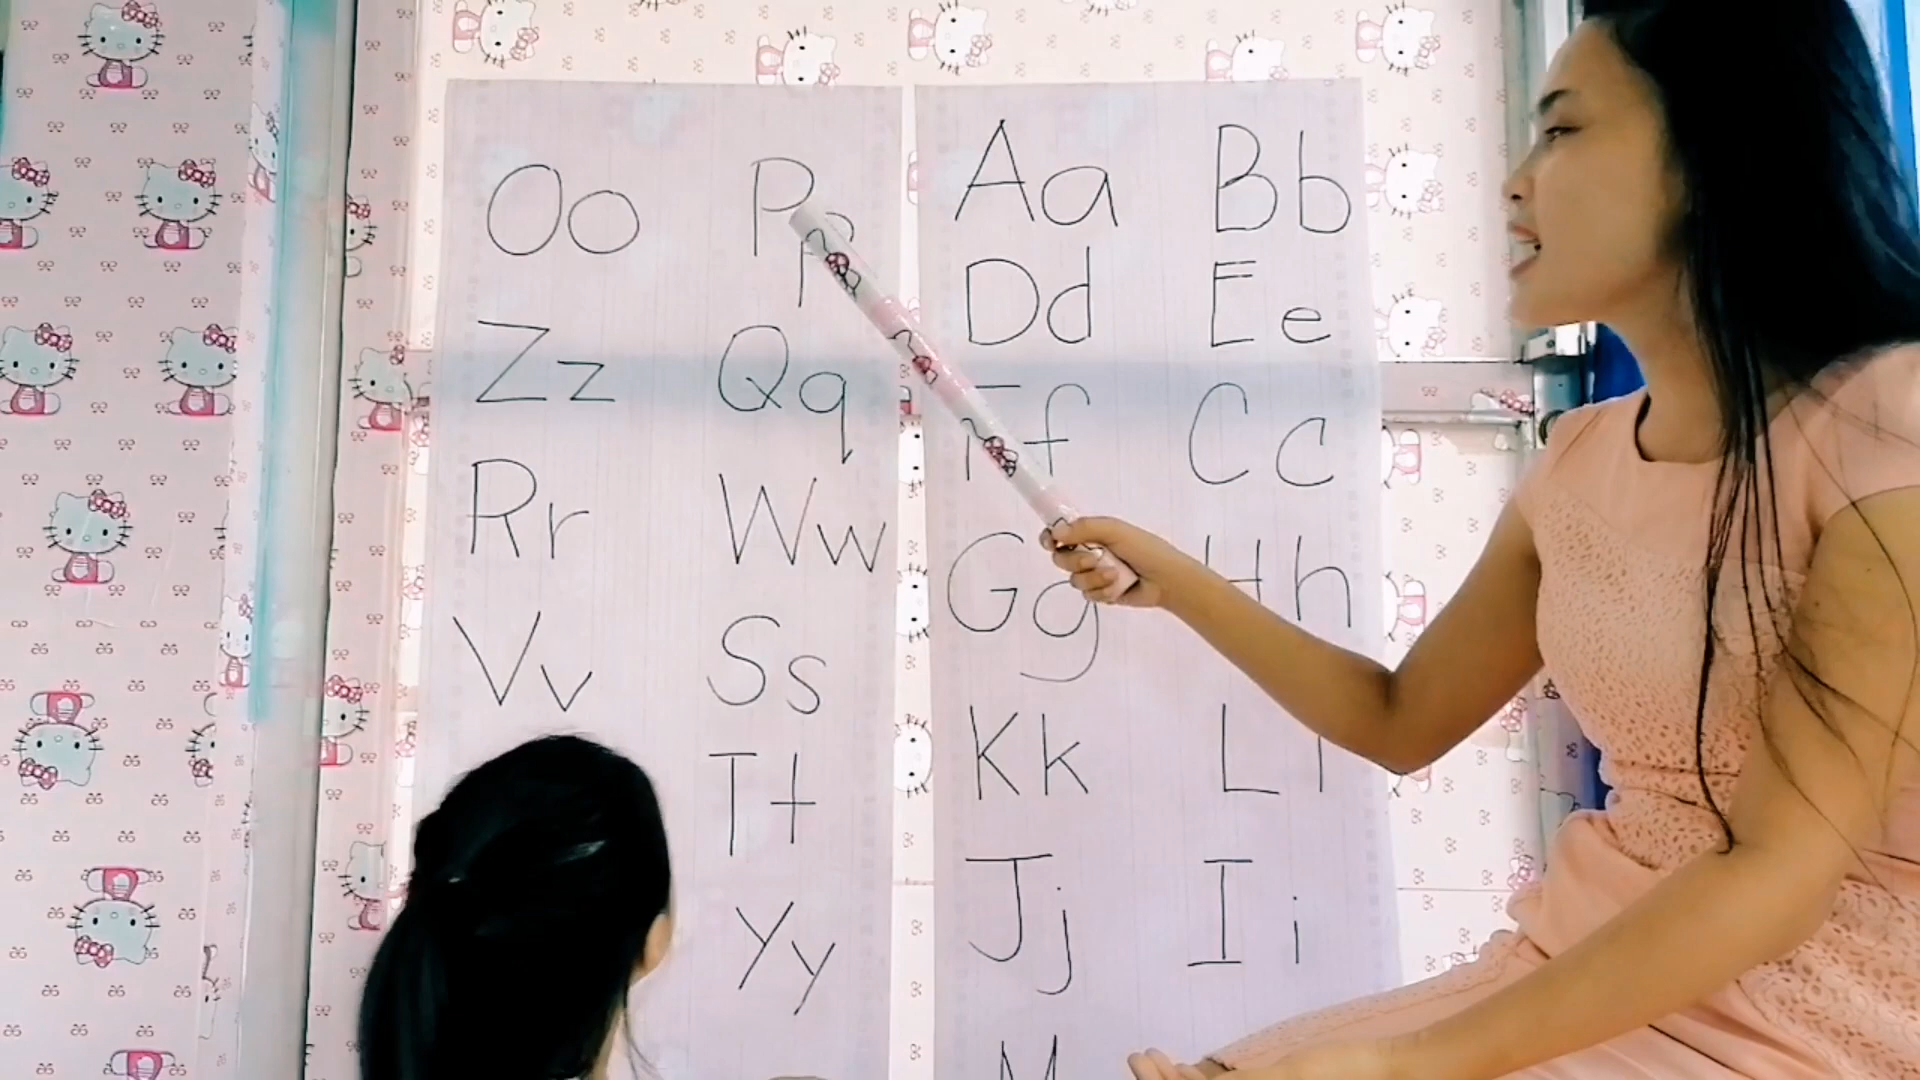 Oo Pp
Zz Qq
Rr Ww
Vv Ss
Tt
Yy
Aa Bb
Dd Ee
Ff Cc
Gg Hh
Kk Ll
Jj Ii
M